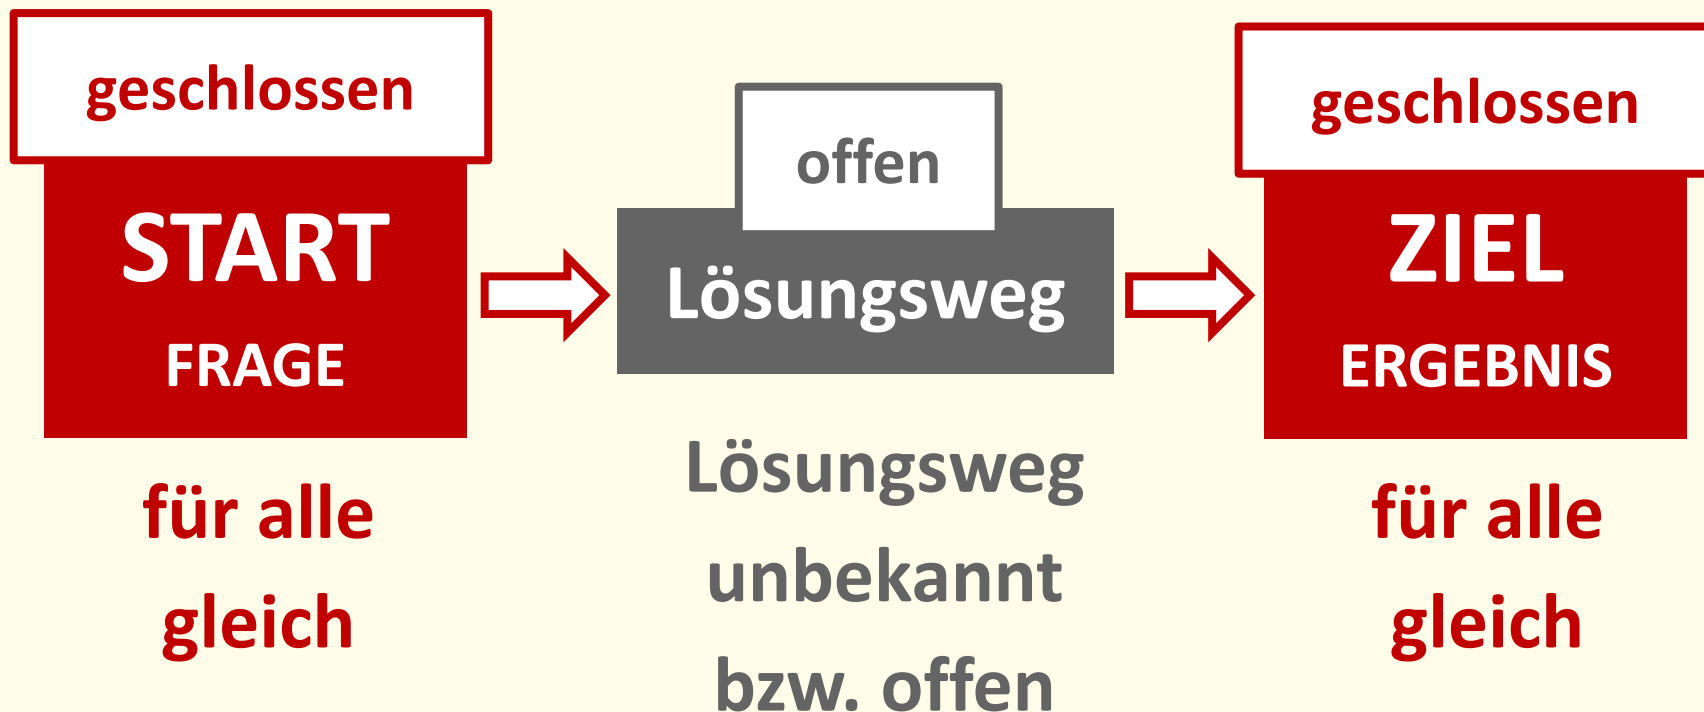 geschlossen
START
FRAGE
für alle
gleich
offen
Lösungsweg
Lösungsweg
unbekannt
bzw. offen
geschlossen
ZIEL
ERGEBNIS
für alle
gleich